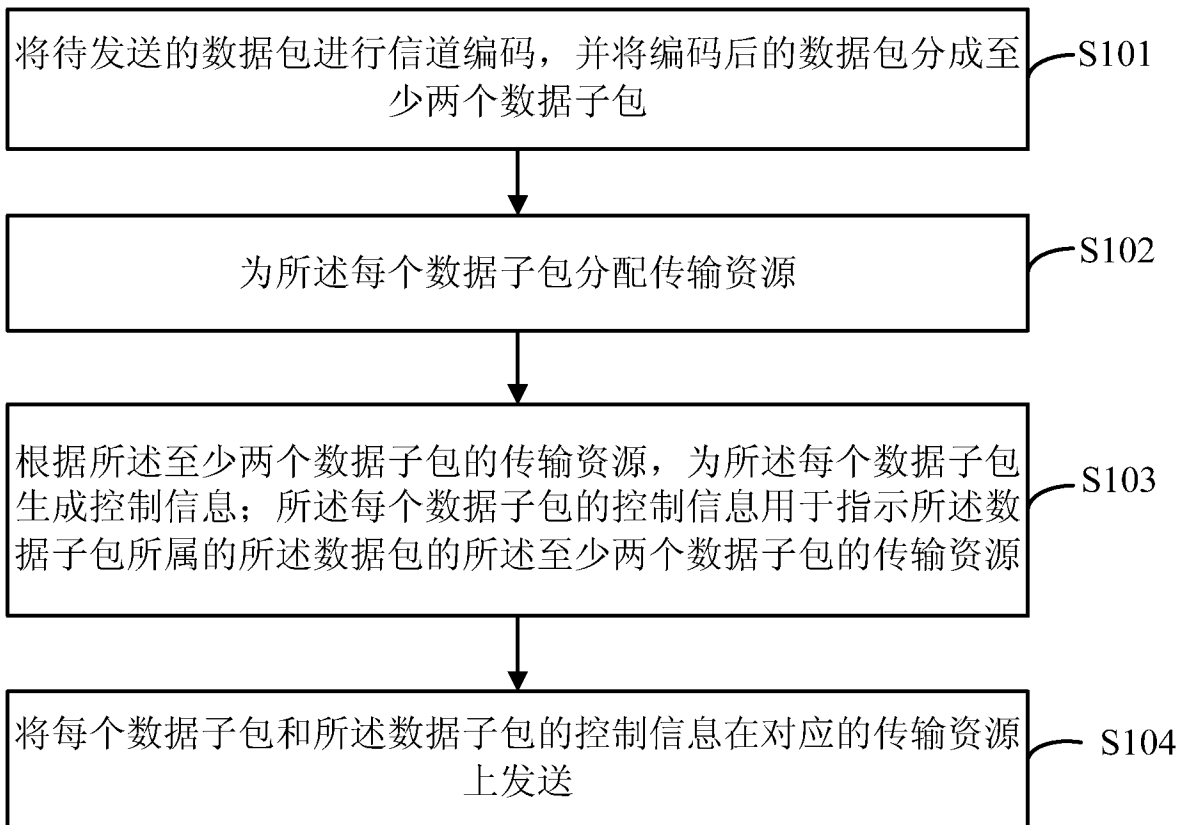 将待发送的数据包进行信道编码，并将编码后的数据包分成至
少两个数据子包
S101
为所述每个数据子包分配传输资源
S102
根据所述至少两个数据子包的传输资源，为所述每个数据子包
生成控制信息；所述每个数据子包的控制信息用于指示所述数
据子包所属的所述数据包的所述至少两个数据子包的传输资源
S103
将每个数据子包和所述数据子包的控制信息在对应的传输资源
上发送
S104